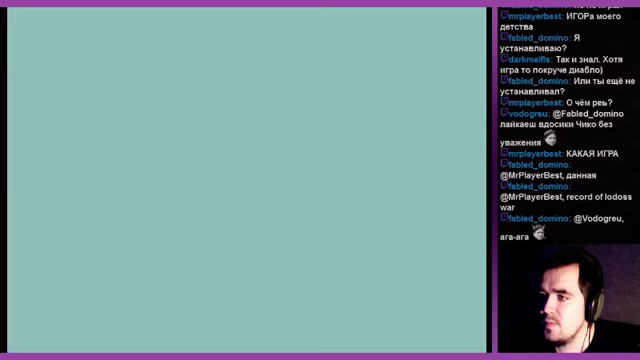 mrplayerbest: ИГОРа моего
детства
fabled_domino: Я
устанавливаю?
darkmelfis: Так и знал. Хотя
игра то покруче диабло)
fabled_domino: Или ты ещё не
устанавливал?
mrplayerbest: О чём реь?
vodogreu: @Fabled_domino
лайкаеш вдосики Чико без
уважения
mrplayerbest: КАКАЯ ИГРА
fabled_domino:
@MrPlayerBest, данная
fabled_domino:
@MrPlayerBest, record of lodoss
war
fabled_domino: @Vodogreu,
ага-ага